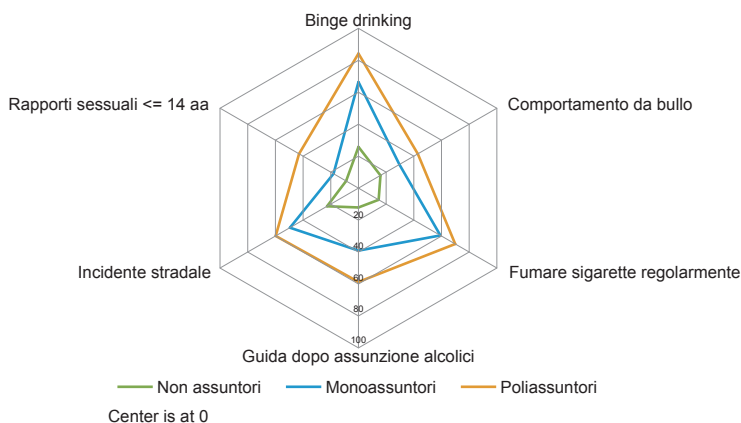 Binge drinking
Rapporti sessuali <= 14 aa
Comportamento da bullo
20
40
60
80
100
Incidente stradale
Fumare sigarette regolarmente
Guida dopo assunzione alcolici
Non assuntori
Monoassuntori
Poliassuntori
Center is at 0